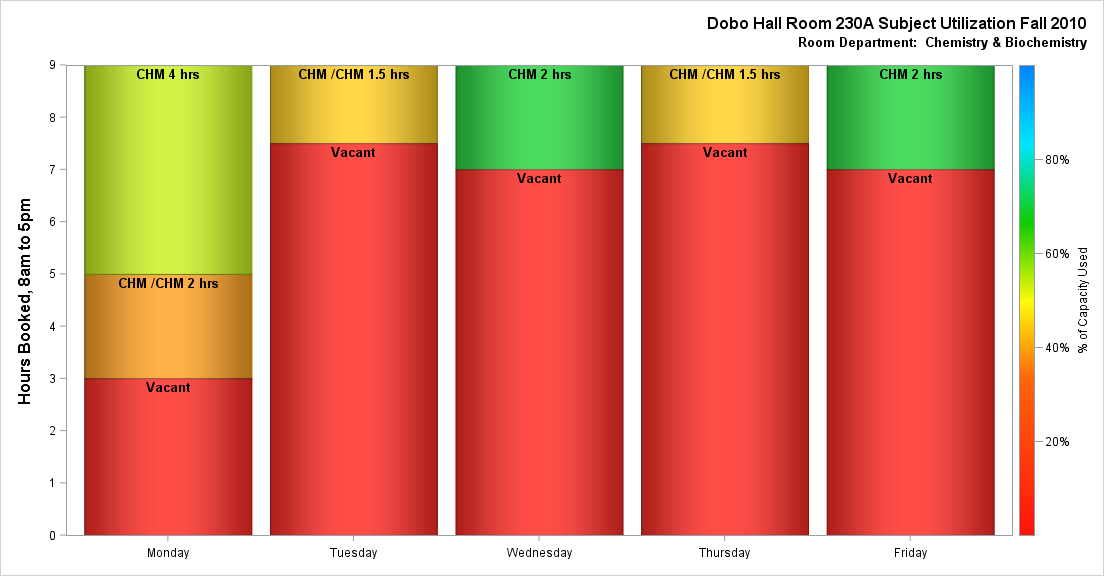 Dobo Hall Room 230A Subject Utilization Fall 2010
Room Department:  Chemistry & Biochemistry
Hours Booked, 8am to 5pm
9
8
7
6
5
4
3
2
1
0
CHM 4 hrs
CHM /CHM 2 hrs
Vacant
CHM /CHM 1.5 hrs
Vacant
CHM 2 hrs
Vacant
CHM /CHM 1.5 hrs
Vacant
CHM 2 hrs
Vacant
Monday
Tuesday
Wednesday
Thursday
Friday
80%
60%
40%
20%
% of Capacity Used